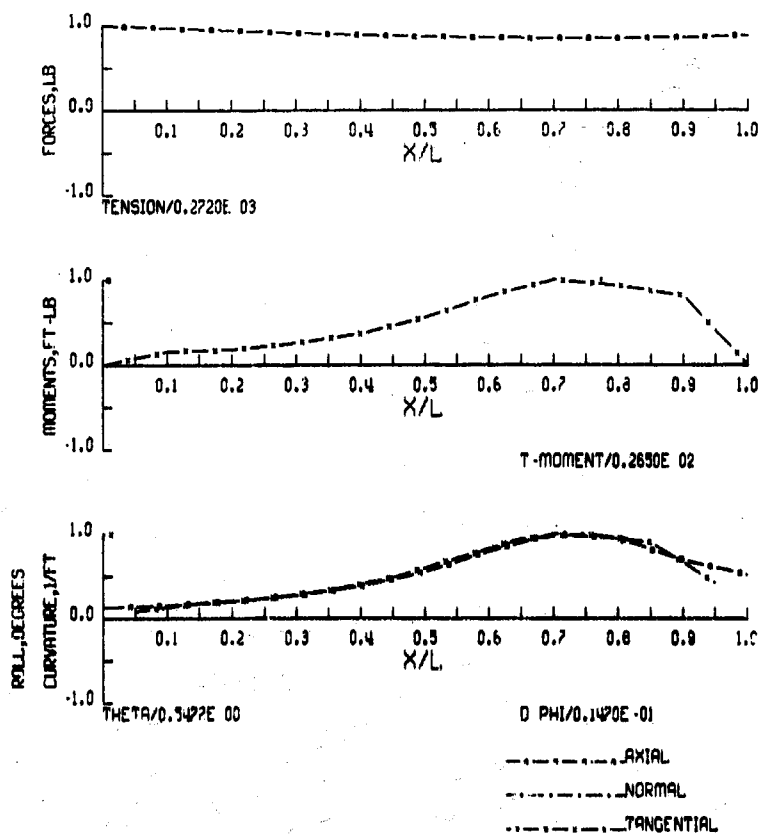 FORCES,LB
1.0
0.0
-1.0
0.1 0.2 0.3 0.4 0.5 0.6 0.7 0.8 0.9 1.0
X/L
TENSION/0.2720E 03
MOMENTS,FT-LB
1.0
0.0
-1.0
0.1 0.2 0.3 0.4 0.5 0.6 0.7 0.8 0.9 1.0
X/L
T-MOMENT/0.2650E 02
ROLL,DEGREES
CURVATURE,1/FT
1.0
0.0
-1.0
0.1 0.2 0.3 0.4 0.5 0.6 0.7 0.8 0.9 1.0
X/L
THETA/0.5477E 00
D PHI/0.1470E-01
AXIAL
NORMAL
TANGENTIAL